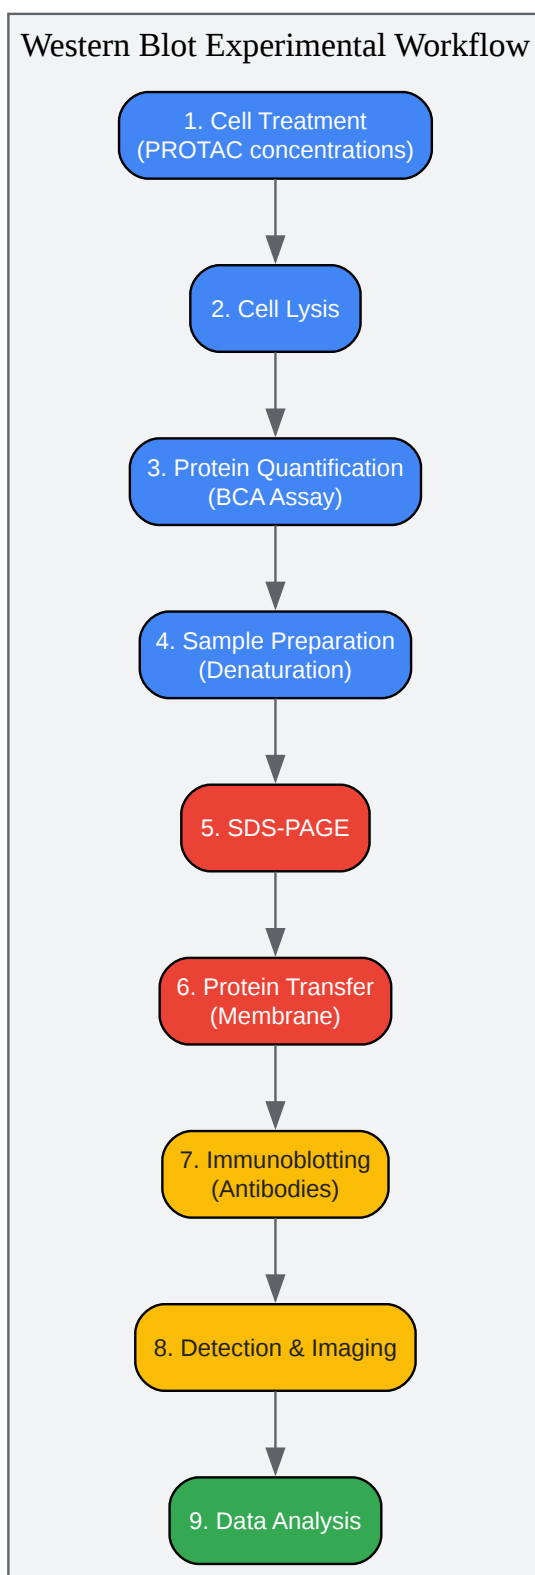 Western Blot Experimental Workflow
1. Cell Treatment
(PROTAC concentrations)
2. Cell Lysis
3. Protein Quantification
(BCA Assay)
4. Sample Preparation
(Denaturation)
5. SDS-PAGE
6. Protein Transfer
(Membrane)
7. Immunoblotting
(Antibodies)
8. Detection & Imaging
9. Data Analysis